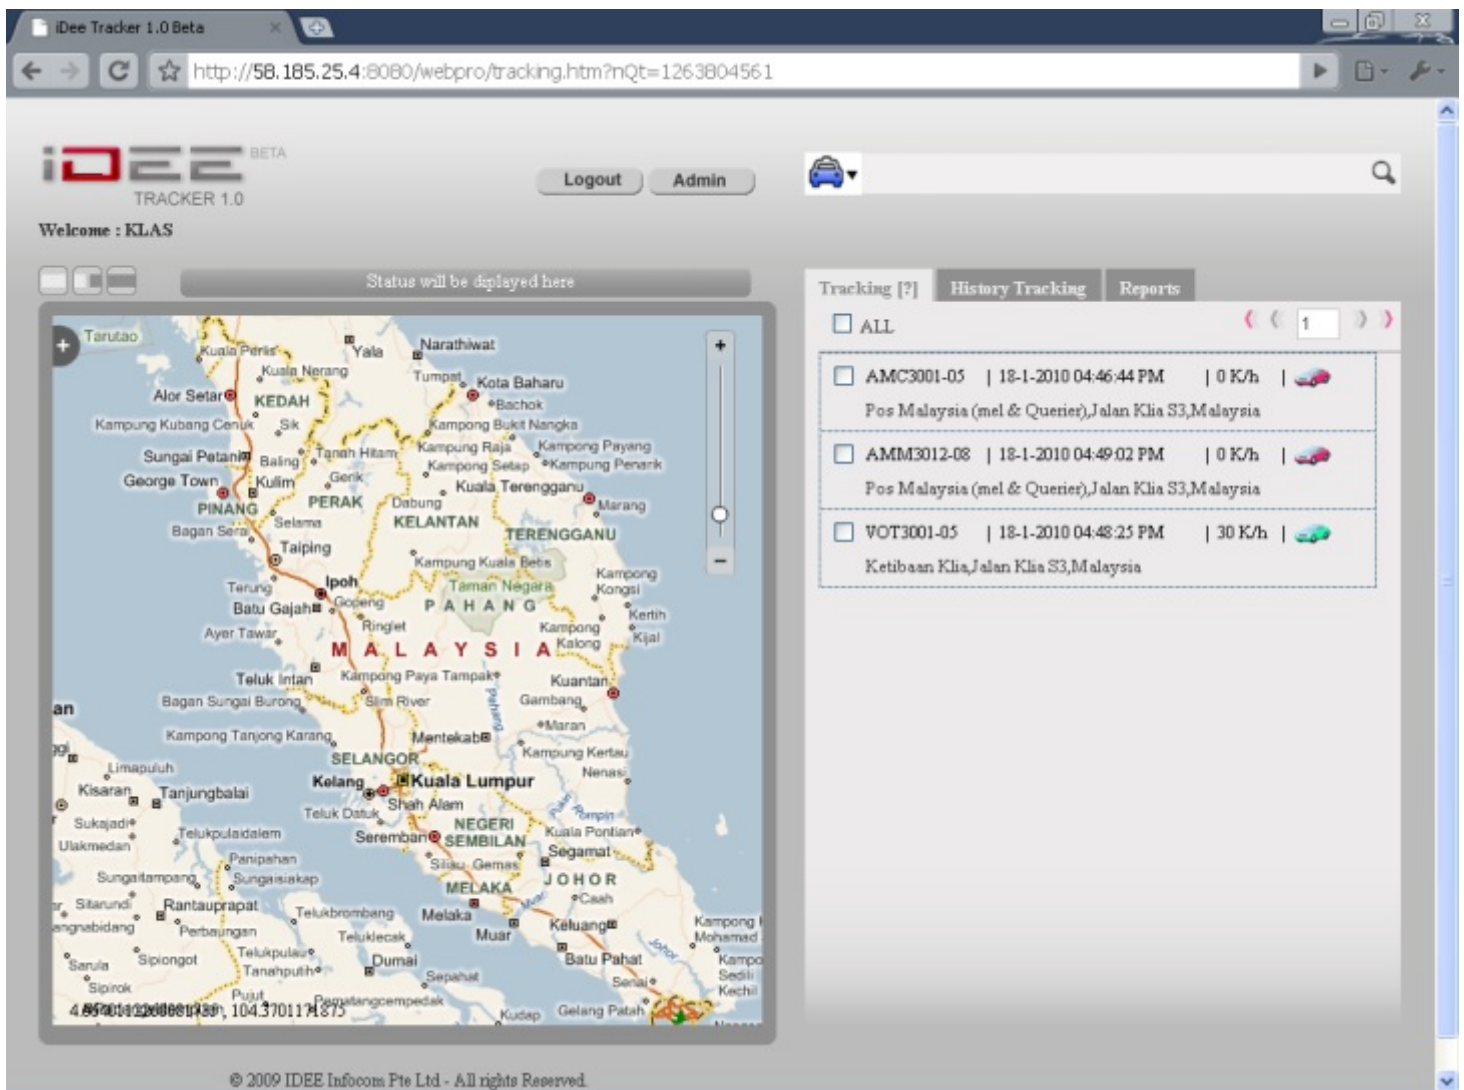 iDee Tracker 1.0 Beta
http://58.185.25.4:8080/webpro/tracking.htm?nQt=1263804561
iDEE BETA
TRACKER 1.0
Logout Admin
Welcome : KLAS
Status will be diplayed here
Tracking [?] History Tracking Reports
ALL 1
AMC3001-05 | 18-1-2010 04:46:44 PM | 0 K/h |
Pos Malaysia (mel & Querier),Jalan Klia S3,Malaysia
AMM3012-08 | 18-1-2010 04:49:02 PM | 0 K/h |
Pos Malaysia (mel & Querier),Jalan Klia S3,Malaysia
VOT3001-05 | 18-1-2010 04:48:25 PM | 30 K/h |
Ketibaan Klia,Jalan Klia S3,Malaysia
Tarutao
Kuala Perlis
Yala
Narathiwat
Kuala Nerang
Tumpat
Kota Baharu
Alor Setar
KEDAH
Bachok
Kampung Kubang Cenuk
Sik
Kampong Bukit Nangka
Sungai Petani
Baling
Tanah Hitam
Kampung Raja
Kampong Payang
Kampong Setap
Kampung Penarik
George Town
Kulim
Gerik
Kuala Terengganu
PINANG
PERAK
Dabung
Marang
Bagan Serai
Selama
KELANTAN
TERENGGANU
Taiping
Kampung Kuala Betis
Terung
Ipoh
Taman Negara
Kampong Kongsi
Batu Gajah
Gopeng
PAHANG
Kertih
Ayer Tawar
Ringlet
Kampong Kalong
Kijal
MALAYSIA
Teluk Intan
Kampong Paya Tampak
Kuantan
Bagan Sungai Burong
Slim River
Pahang
Gambang
an
Maran
Kampong Tanjong Karang
Mentekab
Kampung Kertau
SELANGOR
Nenasi
Limapuluh
Kelang
Kuala Lumpur
Kisaran
Tanjungbalai
Shah Alam
Teluk Datuk
Rompin
Sukajadi
Telukpulaidalem
NEGERI SEMBILAN
Kuala Pontian
Ulakmedan
Seremban
Segamat
Panipahan
Siliau
Gemas
Sungaitampang
Sungaisiakap
MELAKA
JOHOR
Caah
Sitarundi
Rantauprapat
Telukbrombang
Melaka
Muar
Keluang
Kampong
Mohamad
angnabidang
Perbaungan
Teluklecak
Muar
Johor
Sarula
Sipiongot
Telukpulau
Dumai
Batu Pahat
Kampo
Tanahputih
Sepahat
Senai
Sedili
Kechil
Sipirok
Pujut
Pematangcempedak
Kudap
Gelang Patah
, 104.3701171875
© 2009 IDEE Infocom Pte Ltd - All rights Reserved.